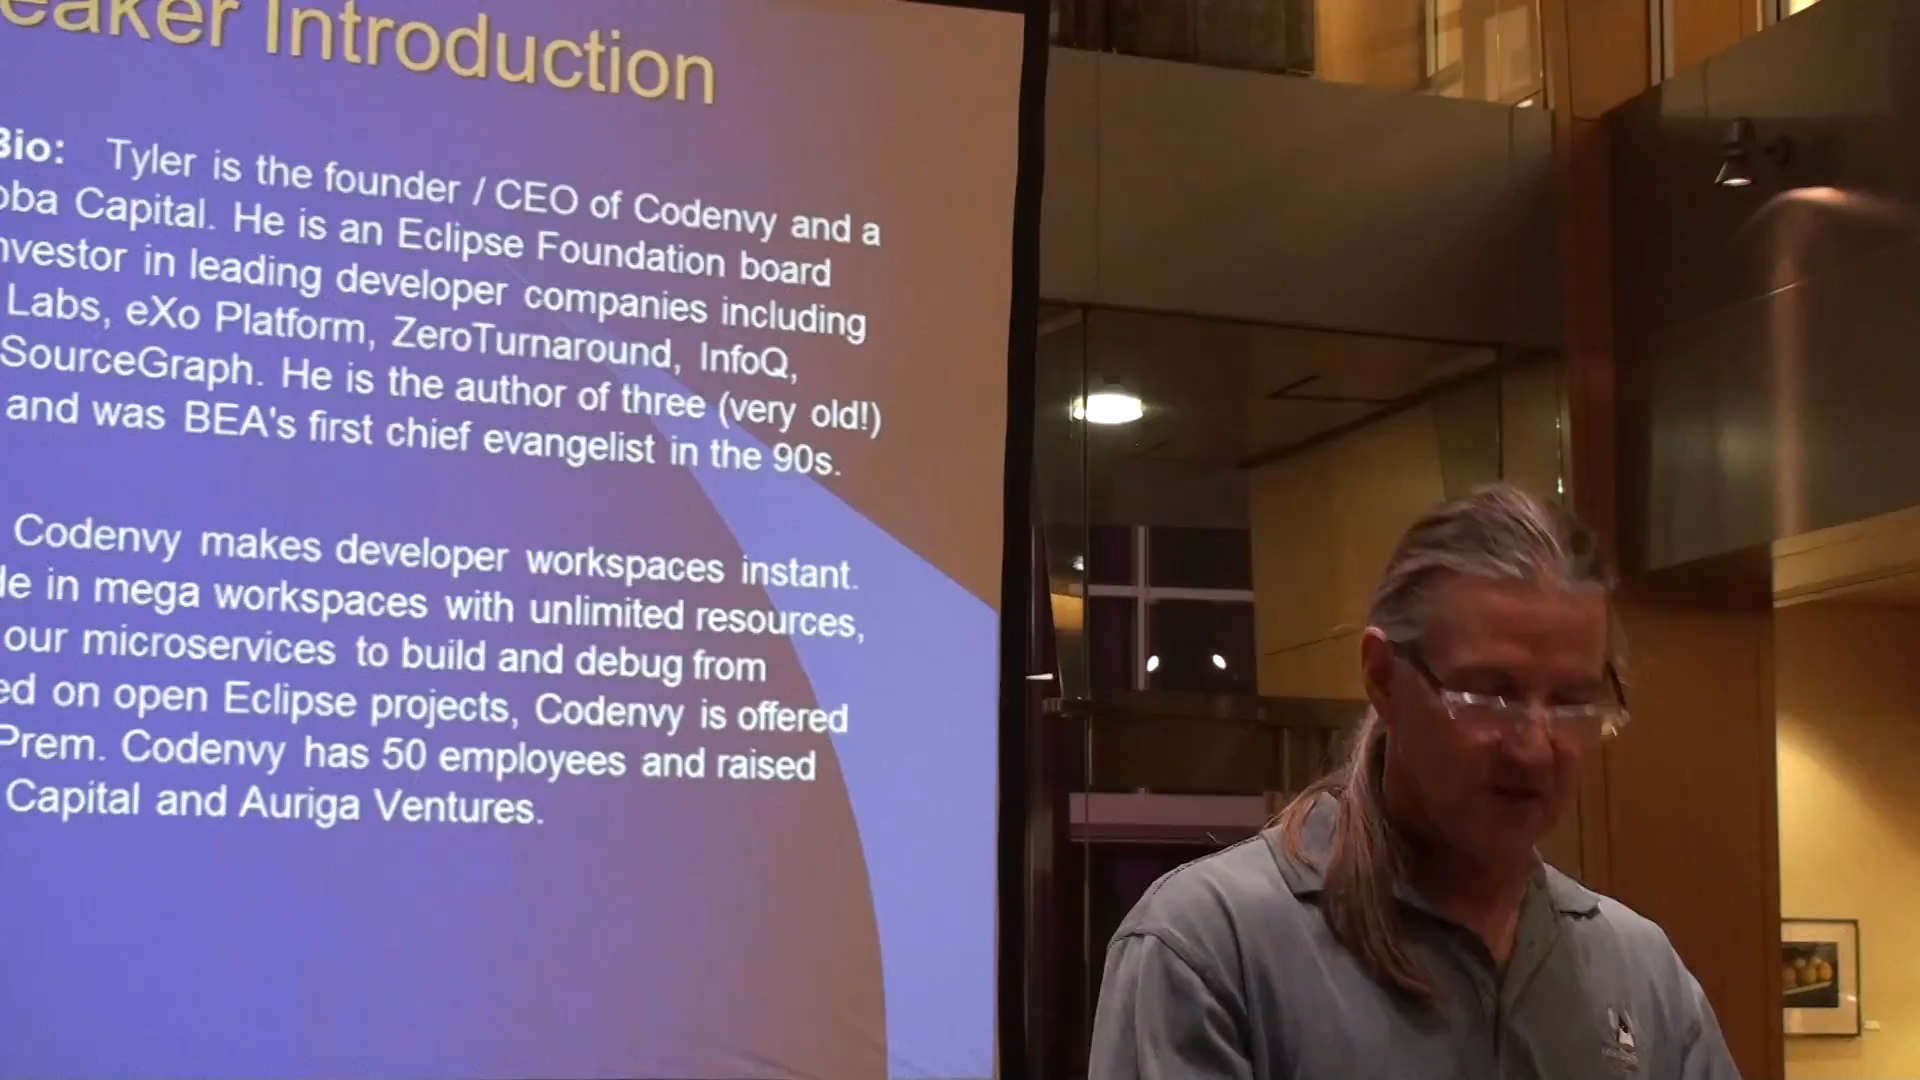 eaker Introduction
Bio: Tyler is the founder / CEO of Codenvy and a
oba Capital. He is an Eclipse Foundation board
nvestor in leading developer companies including
Labs, eXo Platform, ZeroTurnaround, InfoQ,
SourceGraph. He is the author of three (very old!)
and was BEA's first chief evangelist in the 90s.
Codenvy makes developer workspaces instant.
de in mega workspaces with unlimited resources,
our microservices to build and debug from
ed on open Eclipse projects, Codenvy is offered
Prem. Codenvy has 50 employees and raised
Capital and Auriga Ventures.